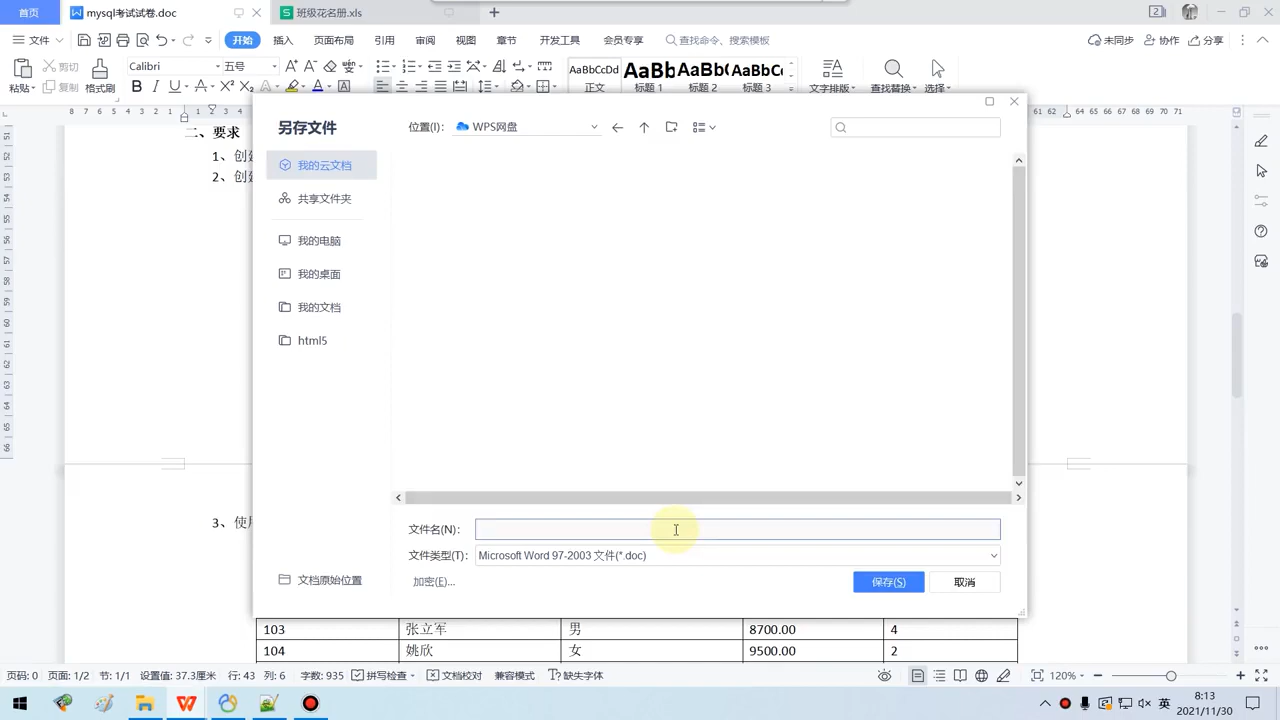 首页
mysql考试试卷.doc
班级花名册.xls
文件
开始 插入 页面布局 引用 审阅 视图 章节 开发工具 会员专享 查找命令、搜索模板
未同步 协作 分享
粘贴 剪切 复制 格式刷
Calibri 五号
AaBbCcDd AaBb AaBb( AaBbC
正文 标题 1 标题 2 标题 3
文字排版 查找替换 选择
二、要求
1、创
2、创
3、使
另存文件
位置(I): WPS网盘
我的云文档
共享文件夹
我的电脑
我的桌面
我的文档
html5
文档原始位置
文件名(N):
文件类型(T): Microsoft Word 97-2003 文件(*.doc)
加密(E)...
保存(S) 取消
103 张立军 男 8700.00 4
104 姚欣 女 9500.00 2
页码: 0 页面: 1/2 节: 1/1 设置值: 37.3厘米 行: 43 列: 6 字数: 935 拼写检查 文档校对 兼容模式 缺失字体 120%
英
8:13
2021/11/30